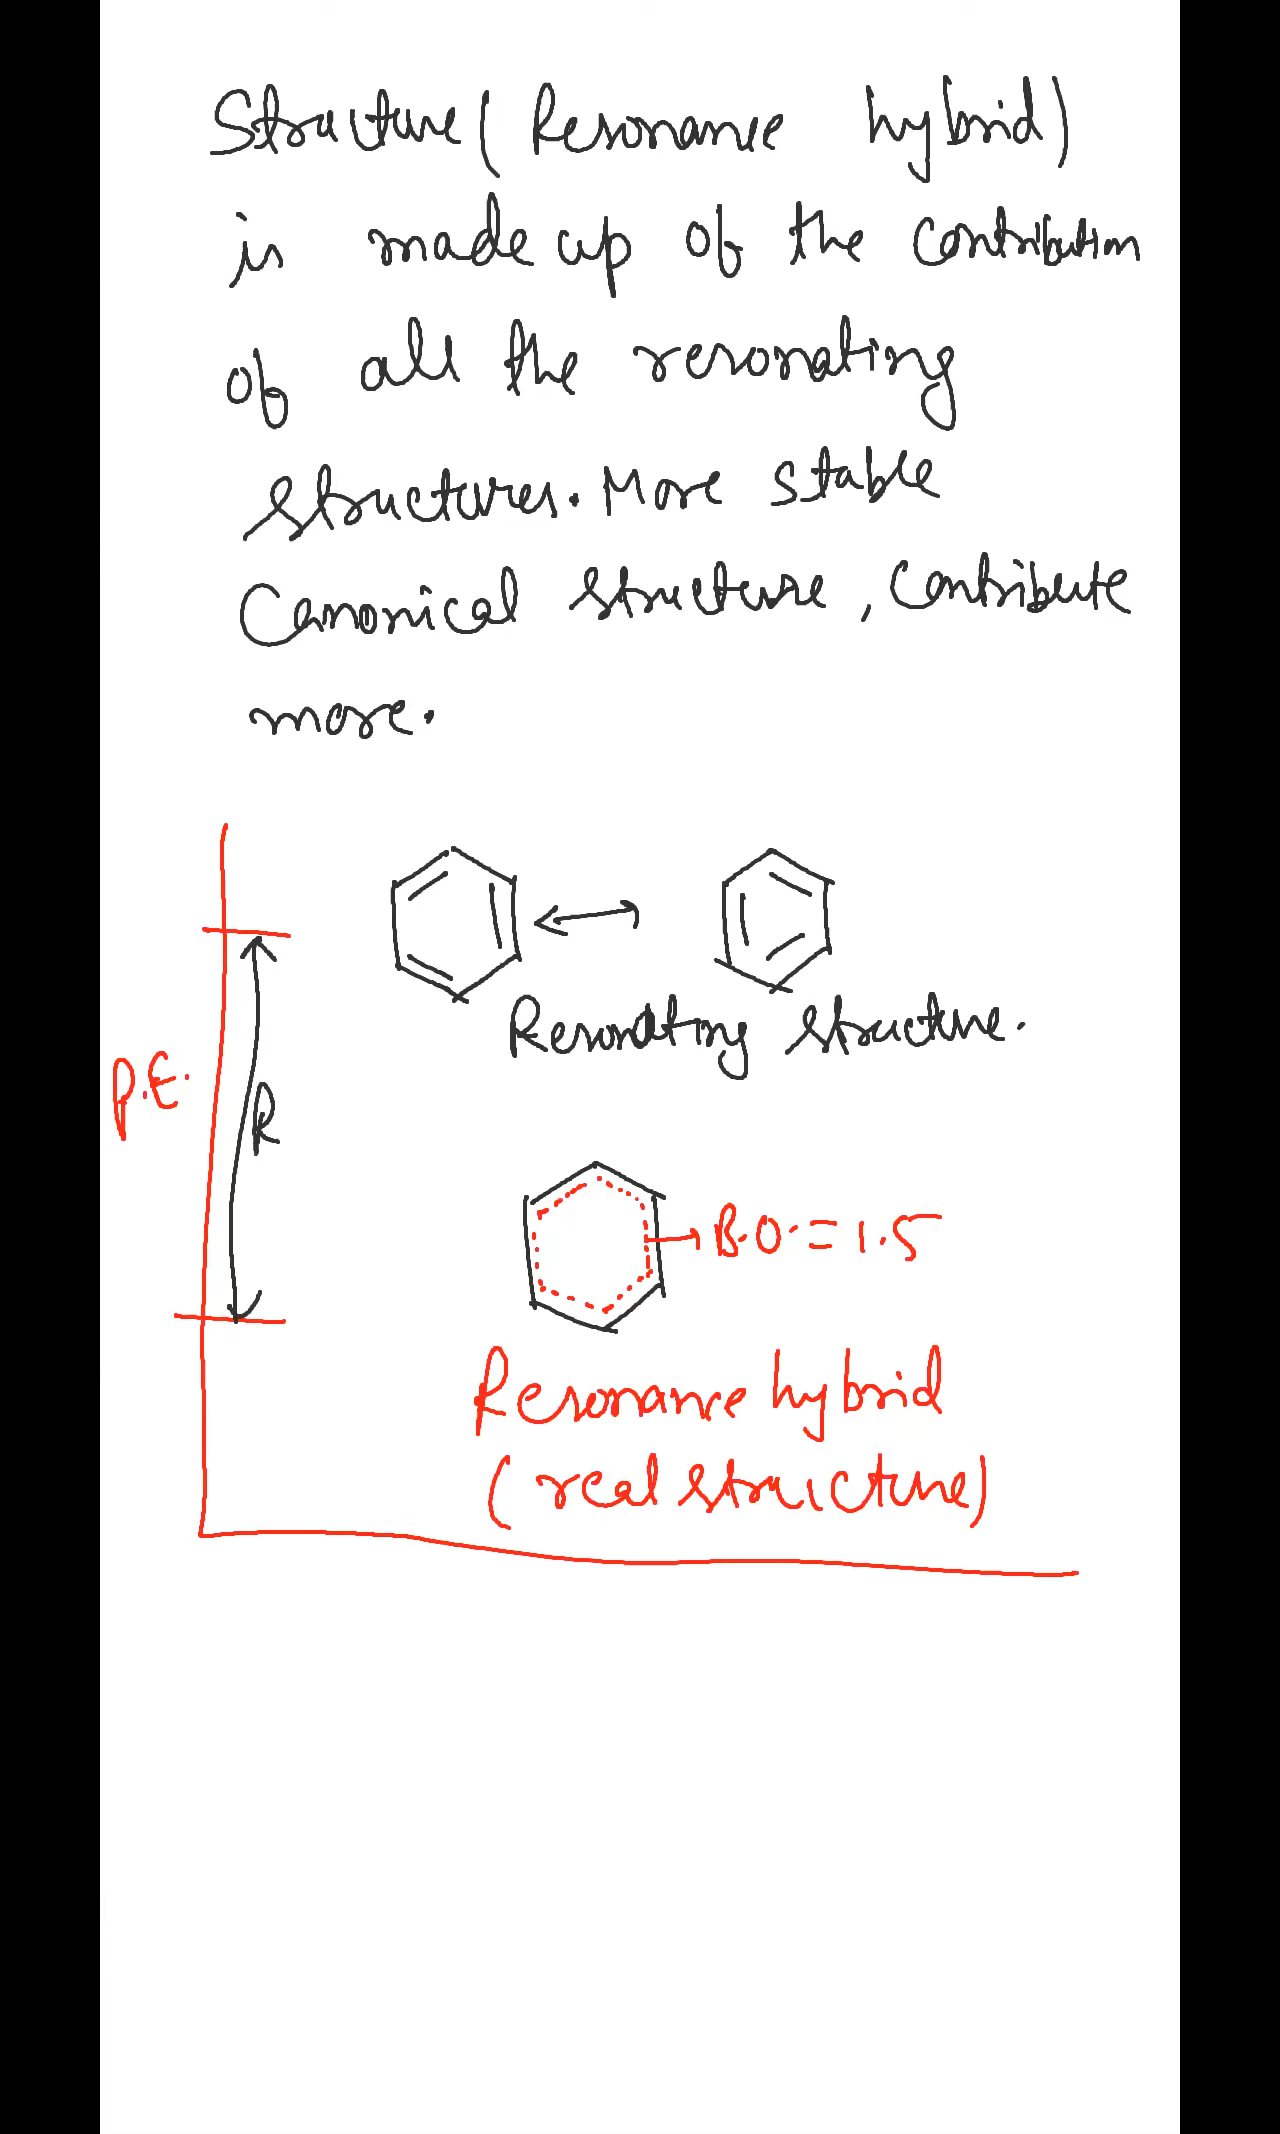 Structure (Resonance hybrid)
is made up of the contribution
of all the resonating
structures. More stable
Canonical structure, contribute
more.
Resonating structure.
P.E.
R
B.O. = 1.5
Resonance hybrid
(real structure)